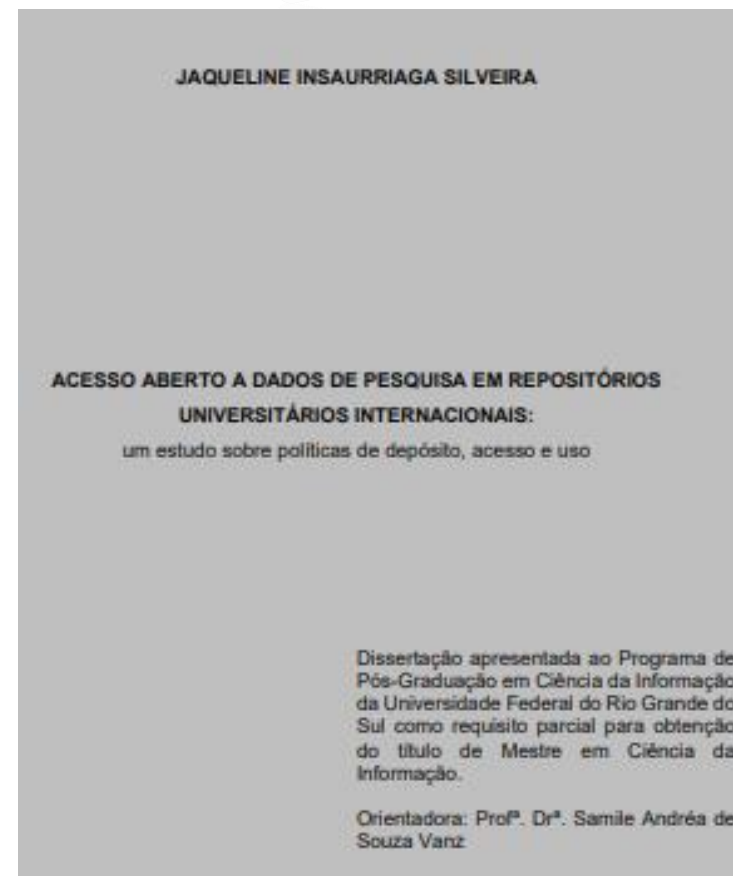 JAQUELINE INSAURRIAGA SILVEIRA
ACESSO ABERTO A DADOS DE PESQUISA EM REPOSITÓRIOS
UNIVERSITÁRIOS INTERNACIONAIS:
um estudo sobre políticas de depósito, acesso e uso
Dissertação apresentada ao Programa de
Pós-Graduação em Ciência da Informação
da Universidade Federal do Rio Grande do
Sul como requisito parcial para obtenção
do título de Mestre em Ciência da
Informação.
Orientadora: Profª. Drª. Samile Andréa de
Souza Vanz